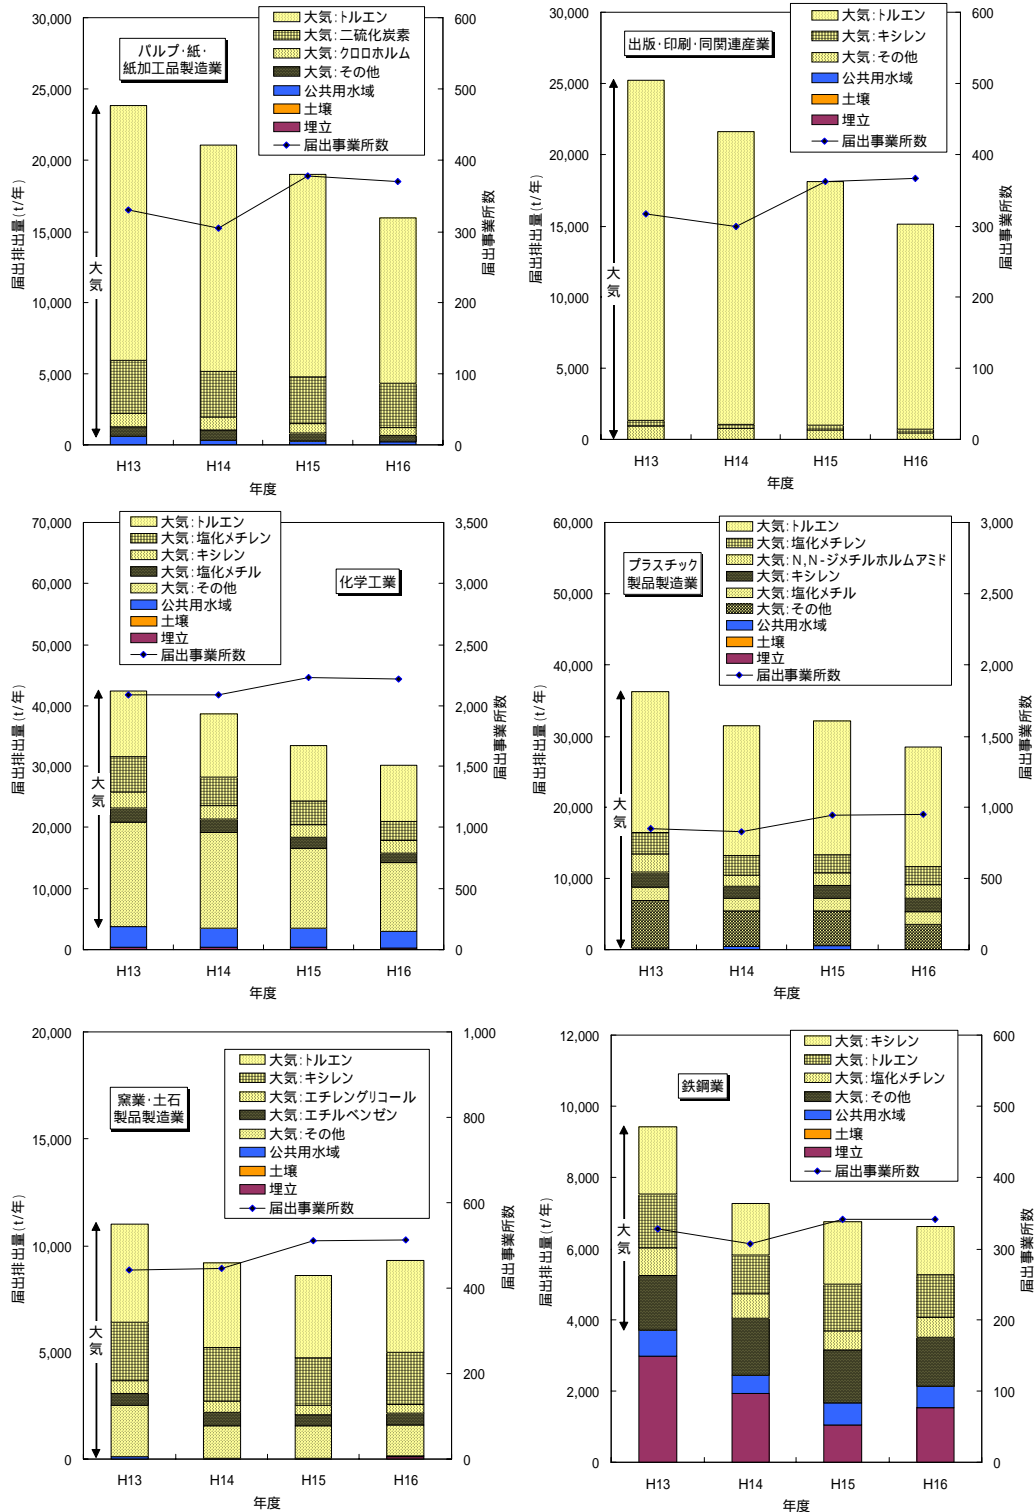 パルプ・紙・
紙加工品製造業
大気：トルエン
大気：二硫化炭素
大気：クロロホルム
大気：その他
公共用水域
土壌
埋立
届出事業所数
30,000
25,000
20,000
15,000
10,000
5,000
0
600
500
400
300
200
100
0
届出排出量(t/年)
届出事業所数
大気
H13 H14 H15 H16
年度
出版・印刷・同関連産業
大気：トルエン
大気：キシレン
大気：その他
公共用水域
土壌
埋立
届出事業所数
30,000
25,000
20,000
15,000
10,000
5,000
0
600
500
400
300
200
100
0
届出排出量(t/年)
届出事業所数
大気
H13 H14 H15 H16
年度
化学工業
大気：トルエン
大気：塩化メチレン
大気：キシレン
大気：塩化メチル
大気：その他
公共用水域
土壌
埋立
届出事業所数
70,000
60,000
50,000
40,000
30,000
20,000
10,000
0
3,500
3,000
2,500
2,000
1,500
1,000
500
0
届出排出量(t/年)
届出事業所数
大気
H13 H14 H15 H16
年度
プラスチック
製品製造業
大気：トルエン
大気：塩化メチレン
大気：N,N-ジメチルホルムアミド
大気：キシレン
大気：塩化メチル
大気：その他
公共用水域
土壌
埋立
届出事業所数
60,000
50,000
40,000
30,000
20,000
10,000
0
3,000
2,500
2,000
1,500
1,000
500
0
届出排出量(t/年)
届出事業所数
大気
H13 H14 H15 H16
年度
窯業・土石
製品製造業
大気：トルエン
大気：キシレン
大気：エチレングリコール
大気：エチルベンゼン
大気：その他
公共用水域
土壌
埋立
届出事業所数
20,000
15,000
10,000
5,000
0
1,000
800
600
400
200
0
届出排出量(t/年)
届出事業所数
大気
H13 H14 H15 H16
年度
鉄鋼業
大気：キシレン
大気：トルエン
大気：塩化メチレン
大気：その他
公共用水域
土壌
埋立
届出事業所数
12,000
10,000
8,000
6,000
4,000
2,000
0
600
500
400
300
200
100
0
届出排出量(t/年)
届出事業所数
大気
H13 H14 H15 H16
年度